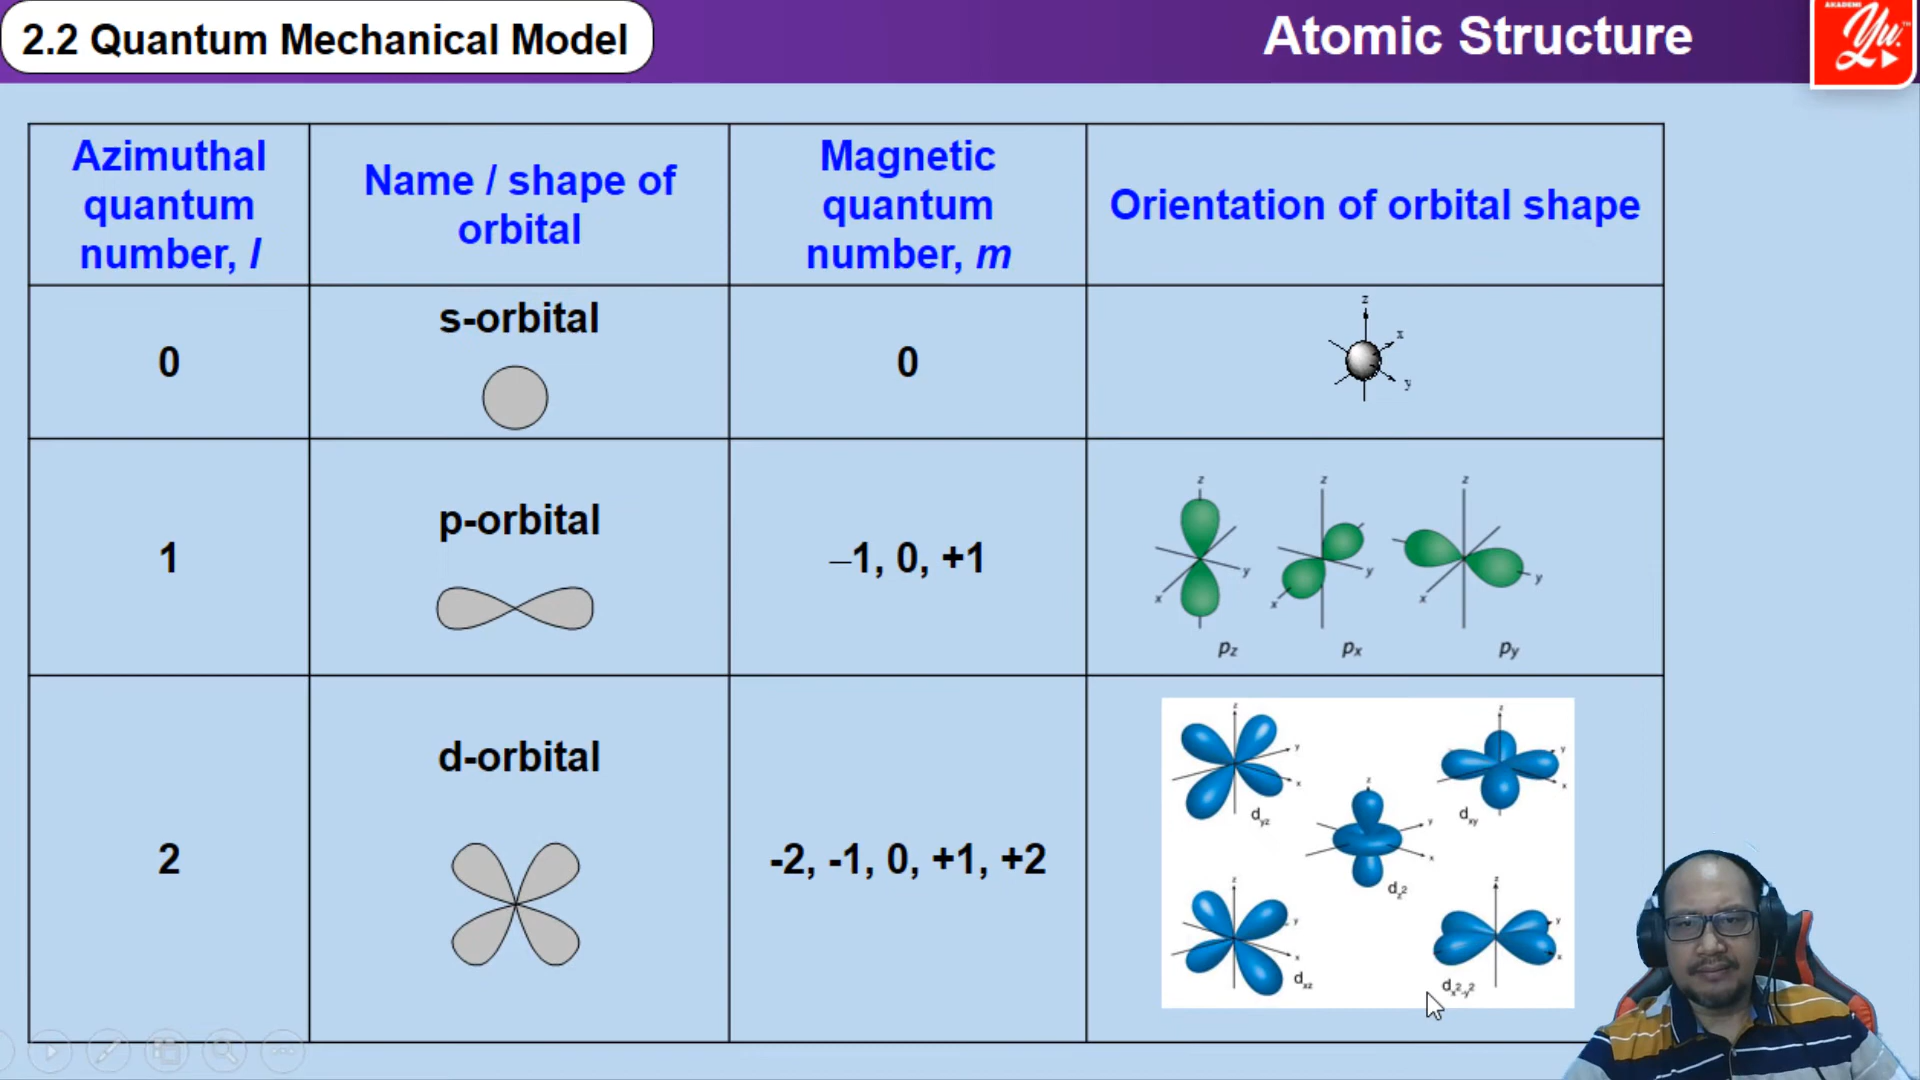 2.2 Quantum Mechanical Model
Atomic Structure
AKADEMI
Yu.
Azimuthal
quantum
number, l
Name / shape of
orbital
Magnetic
quantum
number, m
Orientation of orbital shape
0
s-orbital
0
z
x
y
1
p-orbital
–1, 0, +1
z
y
x
pz
z
y
x
px
z
y
x
py
2
d-orbital
-2, -1, 0, +1, +2
z
y
x
dyz
z
y
x
dxy
z
y
x
dz2
z
y
x
dxz
z
y
x
dx2-y2